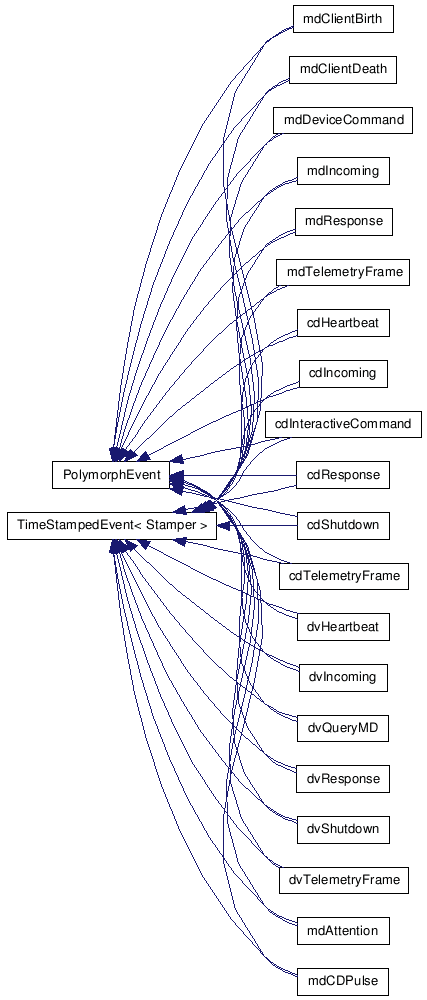 mdClientBirth
mdClientDeath
mdDeviceCommand
mdIncoming
mdResponse
mdTelemetryFrame
cdHeartbeat
cdIncoming
cdInteractiveCommand
PolymorphEvent
cdResponse
TimeStampedEvent< Stamper >
cdShutdown
cdTelemetryFrame
dvHeartbeat
dvIncoming
dvQueryMD
dvResponse
dvShutdown
dvTelemetryFrame
mdAttention
mdCDPulse